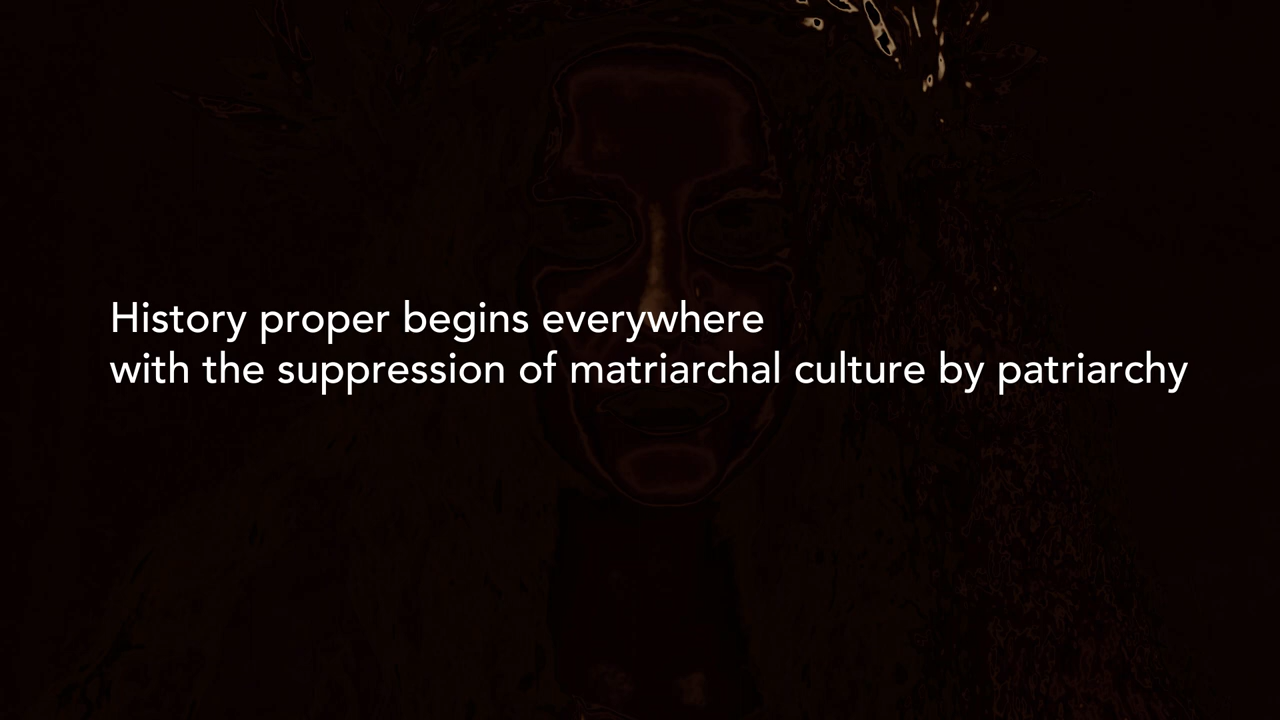 History proper begins everywhere
with the suppression of matriarchal culture by patriarchy